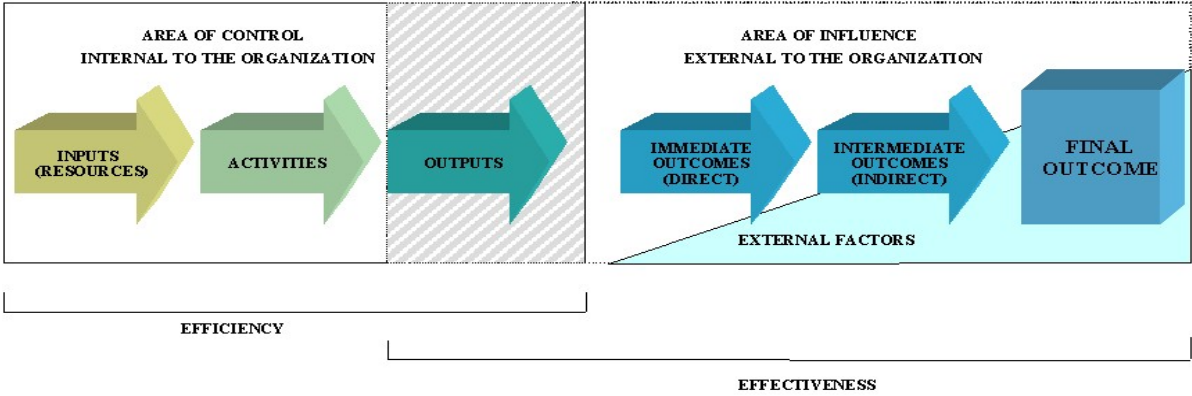 AREA OF CONTROL
INTERNAL TO THE ORGANIZATION
AREA OF INFLUENCE
EXTERNAL TO THE ORGANIZATION
INPUTS
(RESOURCES)
ACTIVITIES
OUTPUTS
IMMEDIATE
OUTCOMES
(DIRECT)
INTERMEDIATE
OUTCOMES
(INDIRECT)
FINAL
OUTCOME
EXTERNAL FACTORS
EFFICIENCY
EFFECTIVENESS